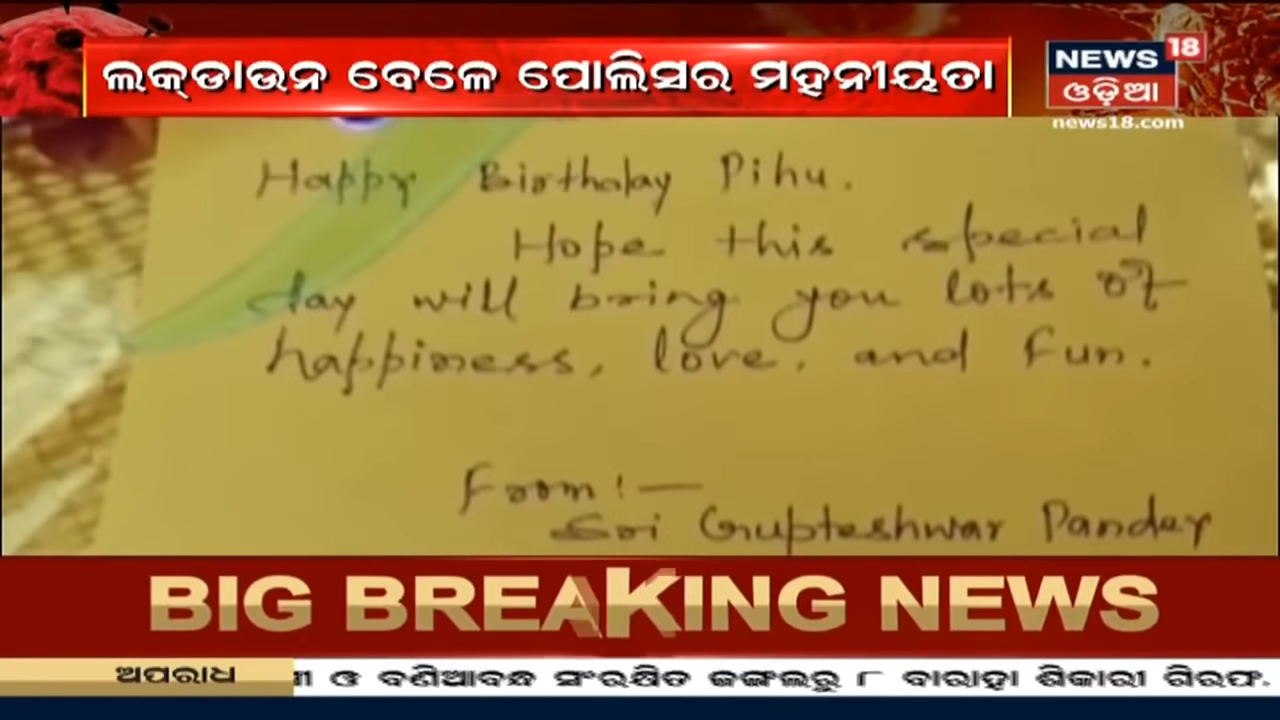 ଲକ୍‌ଡାଉନ ବେଳେ ପୋଲିସର ମହନୀୟତା
NEWS 18
ଓଡ଼ିଆ
news18.com
Happy Birthday Pihu.
Hope this special
day will bring you lots of
happiness, love, and fun.
From! —
Sri Gupteshwar Pandey
BIG BREAKING NEWS
ଅପରାଧ
ଓ ବଣିଆବନ୍ଧ ସଂରକ୍ଷିତ ଜଙ୍ଗଲରୁ ୮ ବାରାହା ଶିକାରୀ ଗିରଫ.